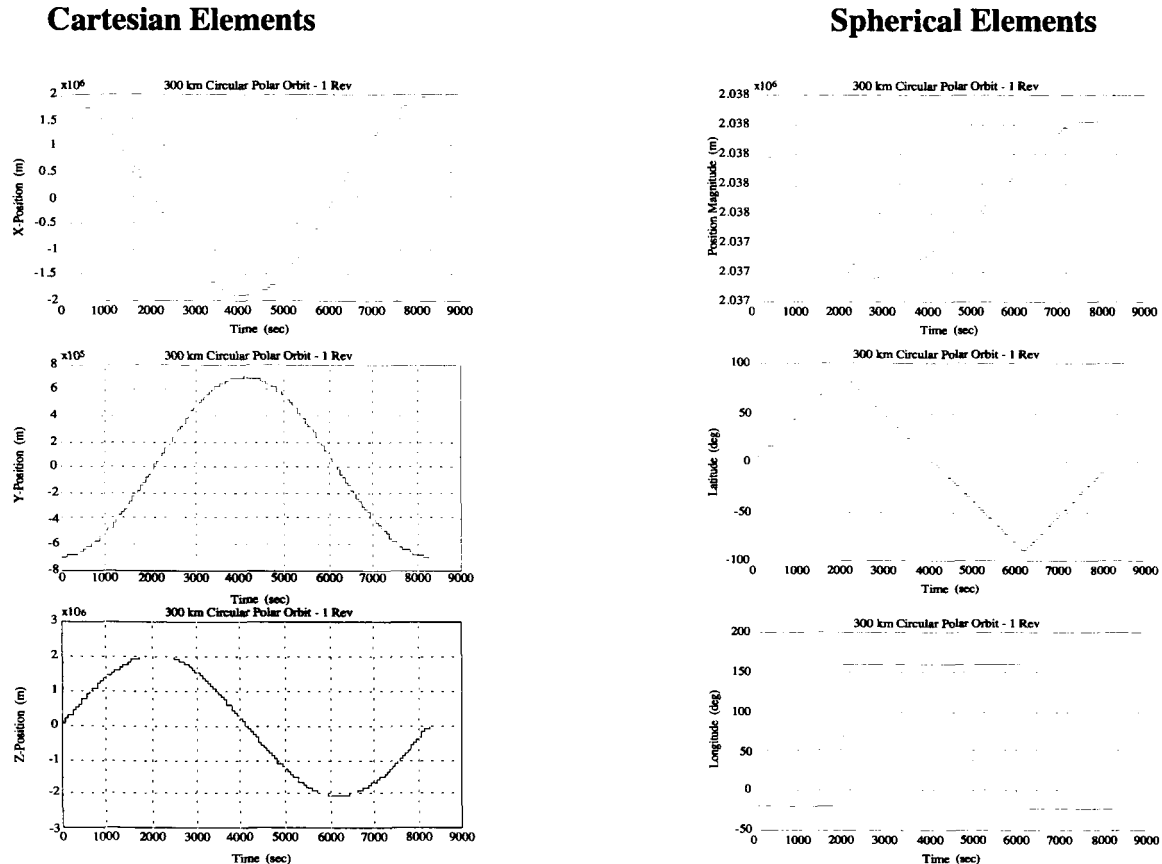 Cartesian Elements
300 km Circular Polar Orbit - 1 Rev
x10⁶
2
1.5
1
0.5
0
-0.5
-1
-1.5
-2
X-Position (m)
0 1000 2000 3000 4000 5000 6000 7000 8000 9000
Time (sec)
300 km Circular Polar Orbit - 1 Rev
x10⁵
8
6
4
2
0
-2
-4
-6
-8
Y-Position (m)
0 1000 2000 3000 4000 5000 6000 7000 8000 9000
Time (sec)
300 km Circular Polar Orbit - 1 Rev
x10⁶
3
2
1
0
-1
-2
-3
Z-Position (m)
0 1000 2000 3000 4000 5000 6000 7000 8000 9000
Time (sec)
Spherical Elements
300 km Circular Polar Orbit - 1 Rev
x10⁶
2.038
2.038
2.038
2.038
2.038
2.037
2.037
2.037
Position Magnitude (m)
0 1000 2000 3000 4000 5000 6000 7000 8000 9000
Time (sec)
300 km Circular Polar Orbit - 1 Rev
100
50
0
-50
-100
Latitude (deg)
0 1000 2000 3000 4000 5000 6000 7000 8000 9000
Time (sec)
300 km Circular Polar Orbit - 1 Rev
200
150
100
50
0
-50
Longitude (deg)
0 1000 2000 3000 4000 5000 6000 7000 8000 9000
Time (sec)